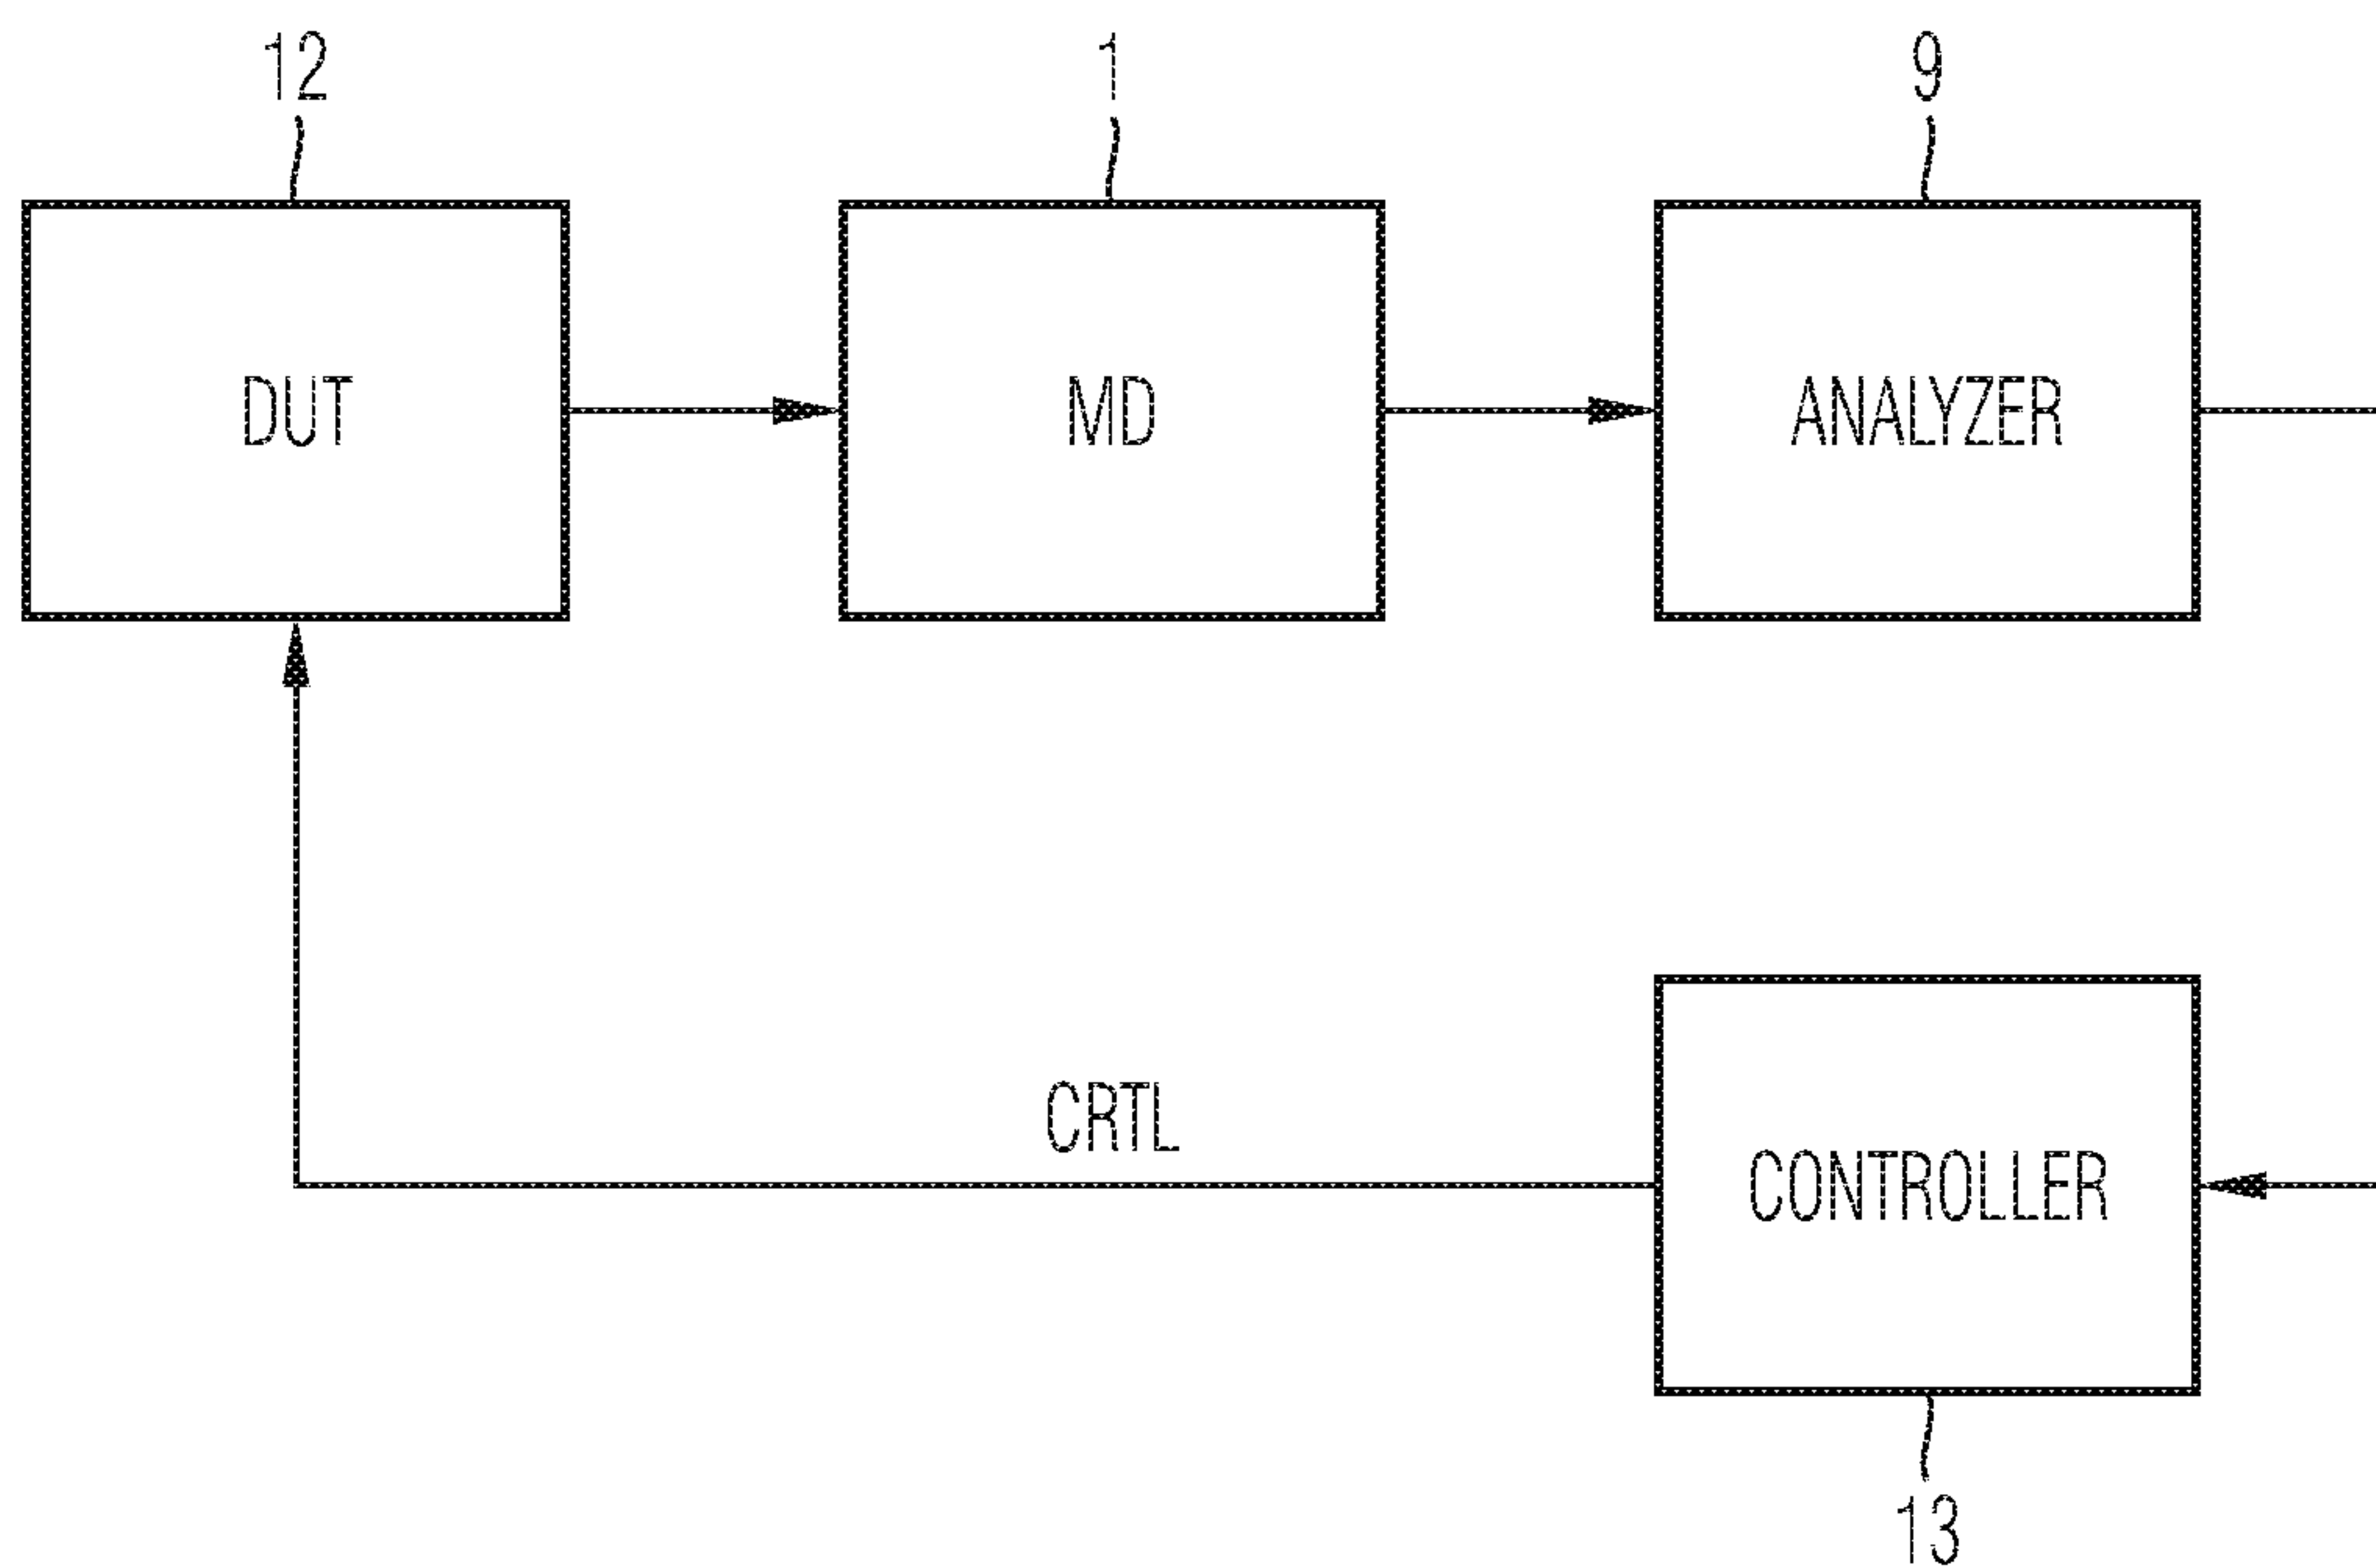 12
1
9
DUT
MD
ANALYZER
CRTL
CONTROLLER
13